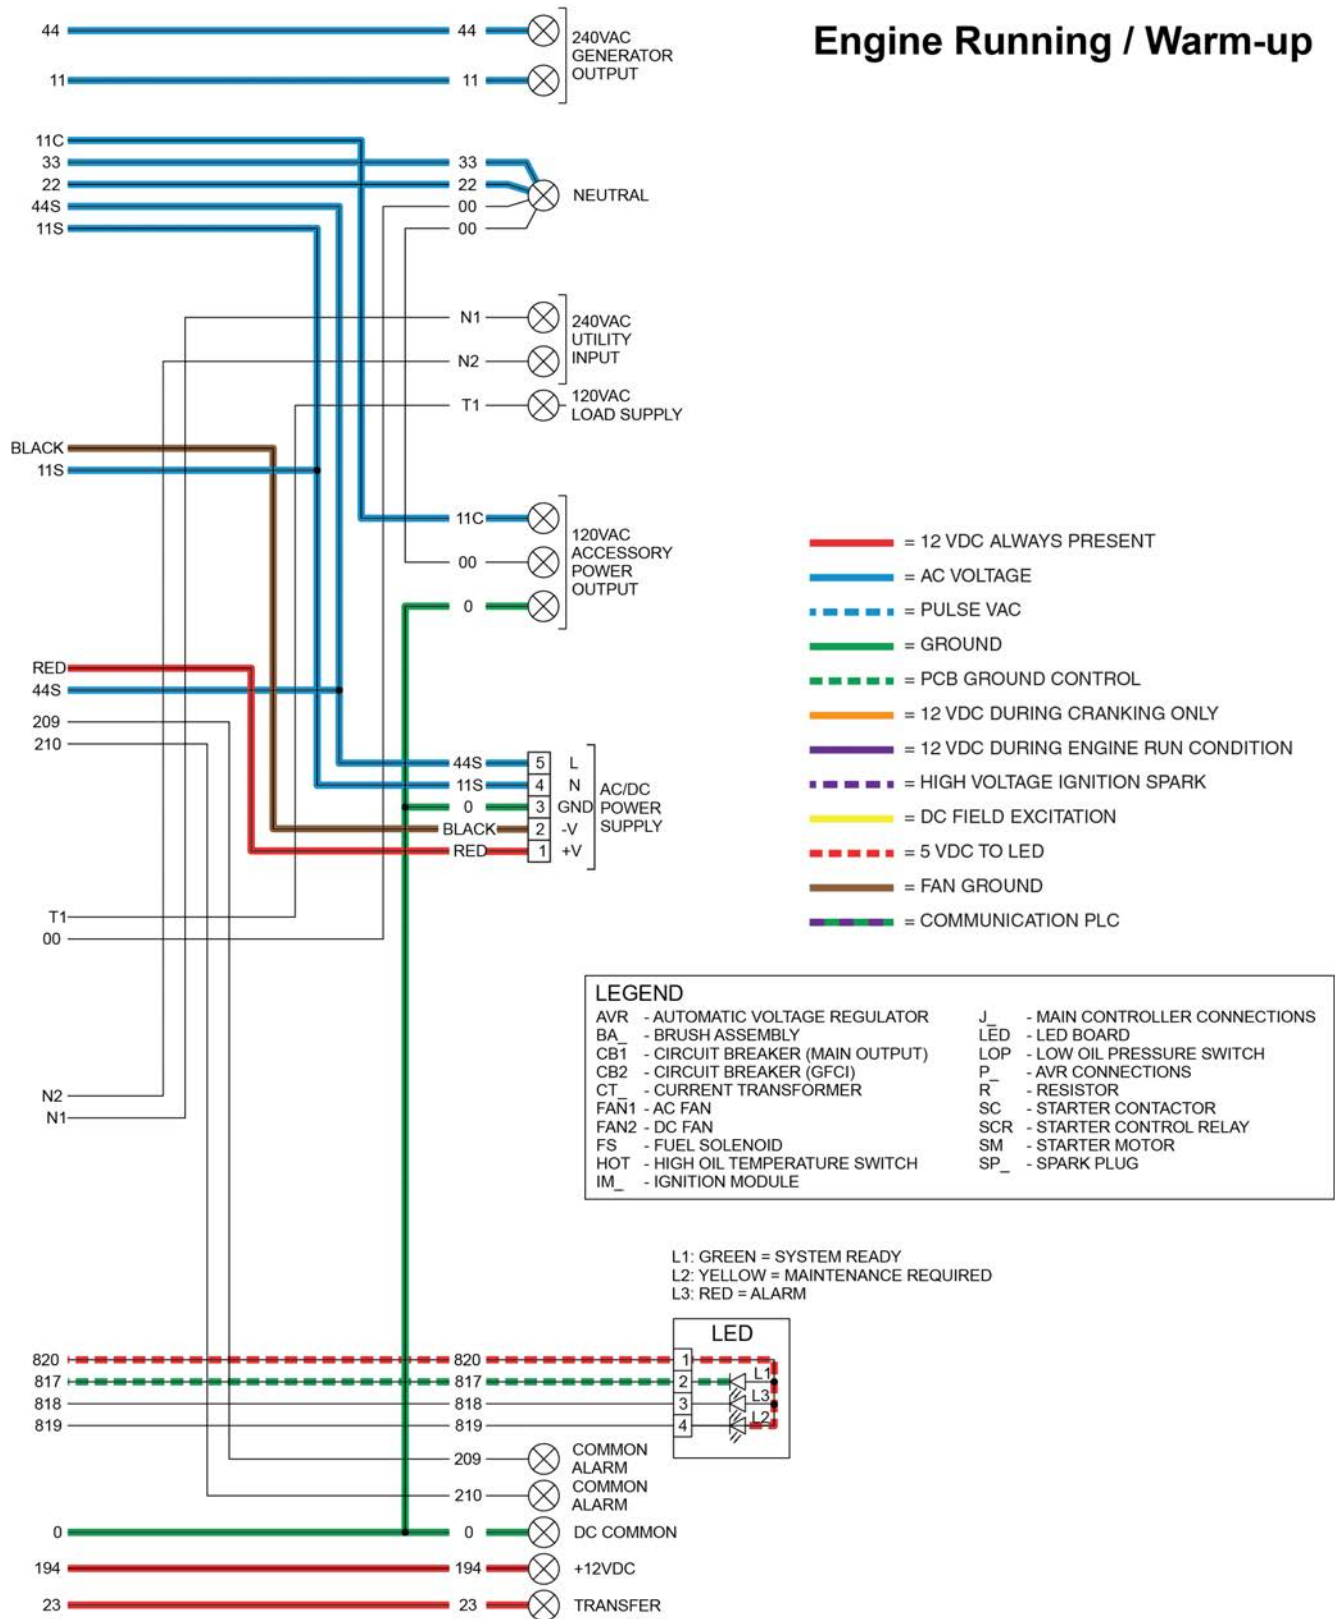 Engine Running / Warm-up
44 44 240VAC
GENERATOR
11 11 OUTPUT
11C
33 33
22 22 NEUTRAL
44S 00
11S 00
N1 240VAC
UTILITY
N2 INPUT
T1 120VAC
LOAD SUPPLY
BLACK
11S
11C 120VAC
ACCESSORY
00 POWER
OUTPUT
0
RED
44S
209
210
44S 5 L
11S 4 N AC/DC
0 3 GND POWER
BLACK 2 -V SUPPLY
RED 1 +V
T1
00
N2
N1
= 12 VDC ALWAYS PRESENT
= AC VOLTAGE
= PULSE VAC
= GROUND
= PCB GROUND CONTROL
= 12 VDC DURING CRANKING ONLY
= 12 VDC DURING ENGINE RUN CONDITION
= HIGH VOLTAGE IGNITION SPARK
= DC FIELD EXCITATION
= 5 VDC TO LED
= FAN GROUND
= COMMUNICATION PLC
LEGEND
AVR - AUTOMATIC VOLTAGE REGULATOR
BA_ - BRUSH ASSEMBLY
CB1 - CIRCUIT BREAKER (MAIN OUTPUT)
CB2 - CIRCUIT BREAKER (GFCI)
CT_ - CURRENT TRANSFORMER
FAN1 - AC FAN
FAN2 - DC FAN
FS - FUEL SOLENOID
HOT - HIGH OIL TEMPERATURE SWITCH
IM_ - IGNITION MODULE
J_ - MAIN CONTROLLER CONNECTIONS
LED - LED BOARD
LOP - LOW OIL PRESSURE SWITCH
P_ - AVR CONNECTIONS
R_ - RESISTOR
SC - STARTER CONTACTOR
SCR - STARTER CONTROL RELAY
SM - STARTER MOTOR
SP_ - SPARK PLUG
L1: GREEN = SYSTEM READY
L2: YELLOW = MAINTENANCE REQUIRED
L3: RED = ALARM
LED
820 820 1
817 817 2 L1
818 818 3 L3
819 819 4 L2
209 COMMON
ALARM
210 COMMON
ALARM
0 0 DC COMMON
194 194 +12VDC
23 23 TRANSFER